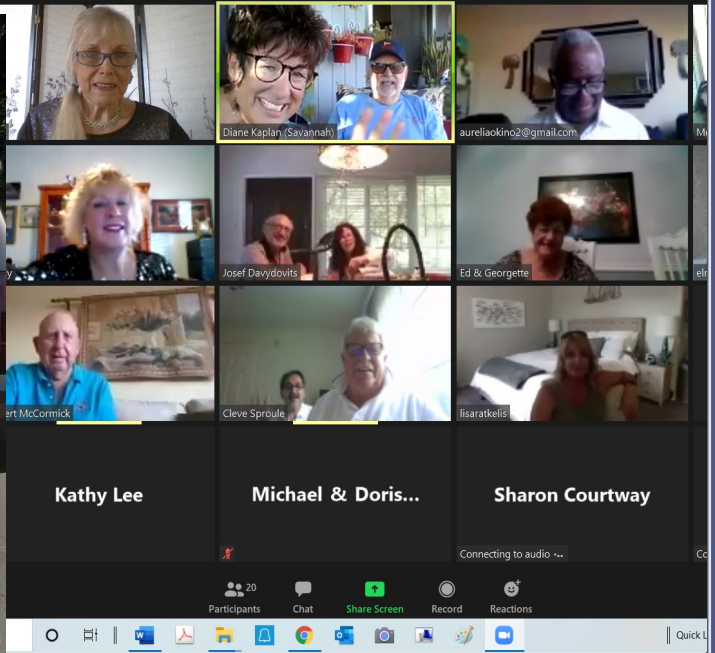 Diane Kaplan (Savannah)
aureliaokino2@gmail.com
y
Josef Davydovits
Ed & Georgette
ert McCormick
Cleve Sproule
lisaratkelis
Kathy Lee
Michael & Doris...
Sharon Courtway
Connecting to audio ...
20
Participants
Chat
Share Screen
Record
Reactions
Quick L